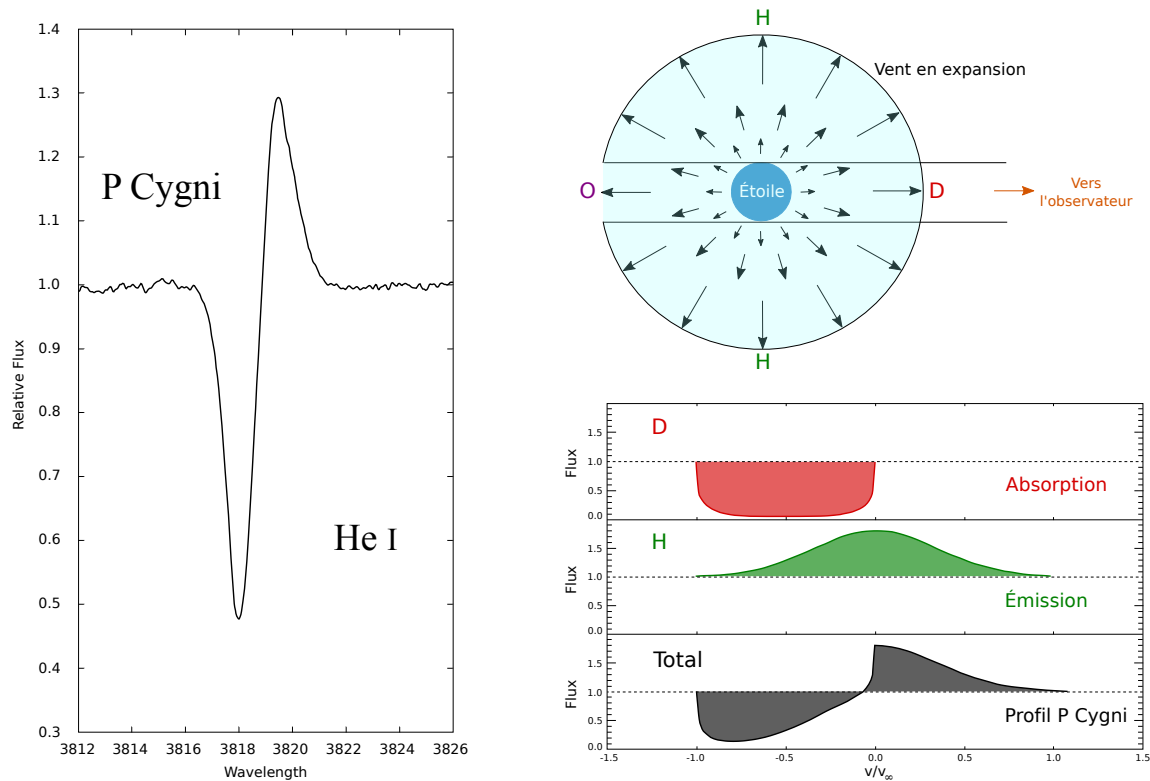 1.4
1.3
1.2
1.1
1.0
0.9
0.8
0.7
0.6
0.5
0.4
0.3
Relative Flux
P Cygni
He I
3812 3814 3816 3818 3820 3822 3824 3826
Wavelength
H
Vent en expansion
O
Étoile
D
Vers
l'observateur
H
D
Absorption
Flux
1.5
1.0
0.5
0.0
H
Émission
Flux
1.5
1.0
0.5
0.0
Total
Profil P Cygni
Flux
1.5
1.0
0.5
0.0
-1.5 -1.0 -0.5 0.0 0.5 1.0 1.5
v/v∞